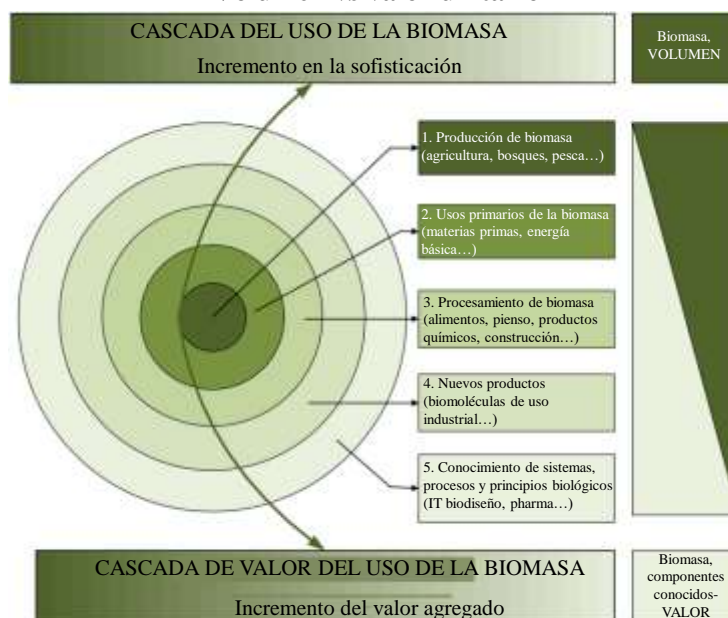 CASCADA DEL USO DE LA BIOMASA
Incremento en la sofisticación
Biomasa,
VOLUMEN
1. Producción de biomasa
(agricultura, bosques, pesca…)
2. Usos primarios de la biomasa
(materias primas, energía
básica…)
3. Procesamiento de biomasa
(alimentos, pienso, productos
químicos, construcción…)
4. Nuevos productos
(biomoléculas de uso
industrial…)
5. Conocimiento de sistemas,
procesos y principios biológicos
(IT biodiseño, pharma…)
CASCADA DE VALOR DEL USO DE LA BIOMASA
Incremento del valor agregado
Biomasa,
componentes
conocidos-
VALOR